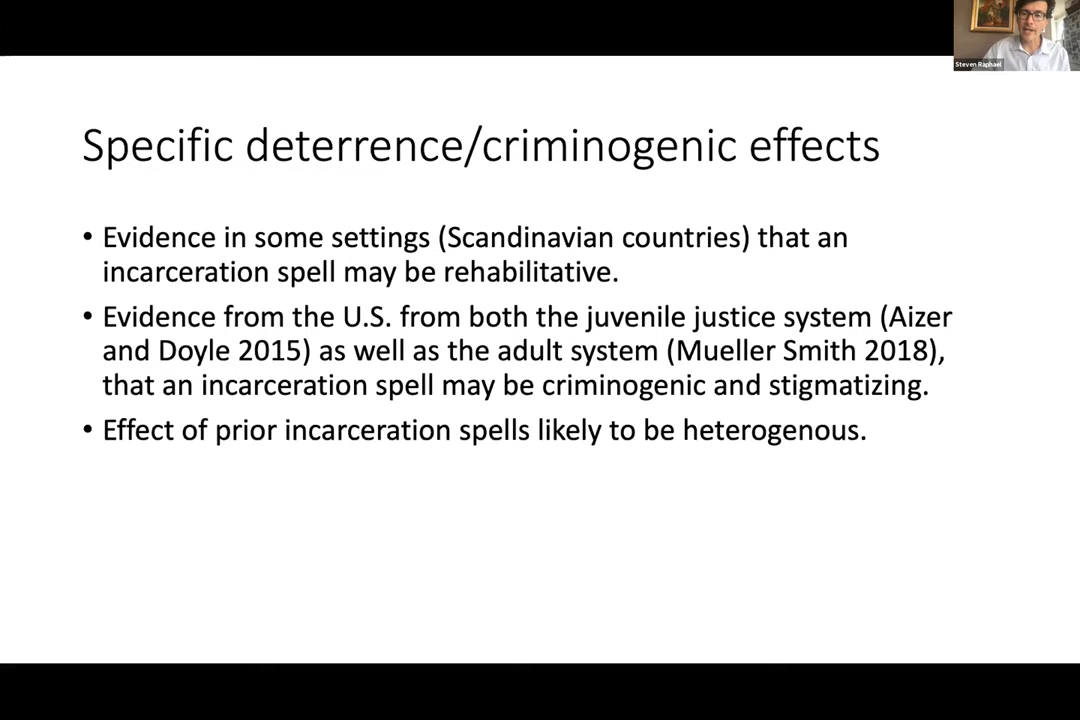 Steven Raphael
Specific deterrence/criminogenic effects
• Evidence in some settings (Scandinavian countries) that an
incarceration spell may be rehabilitative.
• Evidence from the U.S. from both the juvenile justice system (Aizer
and Doyle 2015) as well as the adult system (Mueller Smith 2018),
that an incarceration spell may be criminogenic and stigmatizing.
• Effect of prior incarceration spells likely to be heterogenous.